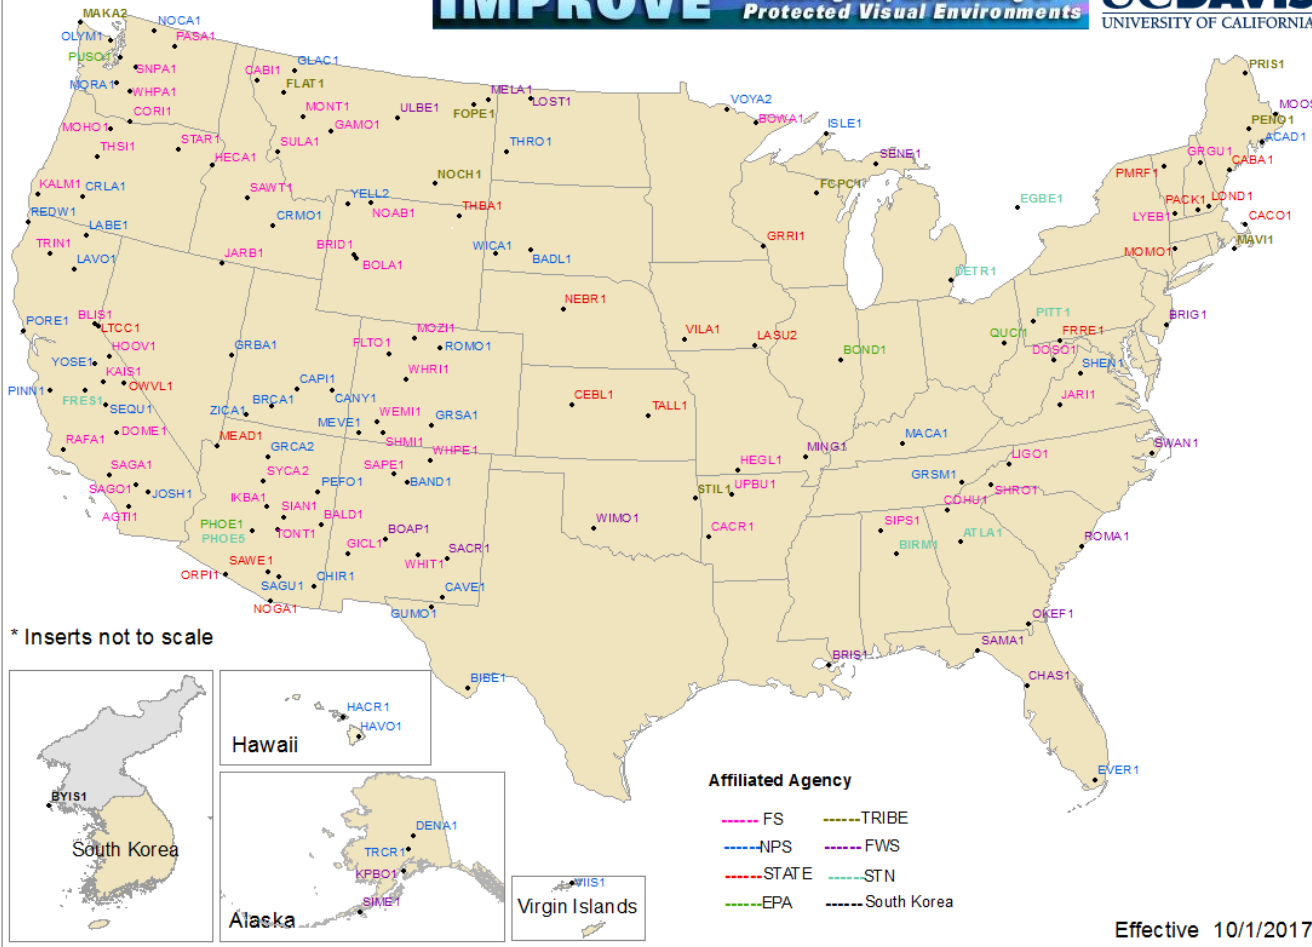 IMPROVE
Protected Visual Environments
UC DAVIS
UNIVERSITY OF CALIFORNIA
MAKA2
NOCA1
OLYM1
PASA1
PUSO1
SNPA1
MORA1
WHPA1
CORI1
MOHO1
THSI1
STAR1
HECA1
KALM1
CRLA1
REDW1
LABE1
TRIN1
LAVO1
CABI1
GLAC1
FLAT1
MONT1
GAMO1
SULA1
ULBE1
FOPE1
MELA1
LOST1
THRO1
NOCH1
SAWT1
CRMO1
YELL2
NOAB1
THBA1
JARB1
BRID1
BOLA1
WICA1
BADL1
VOYA2
BOWA1
ISLE1
SENE1
FCPC1
GRRI1
EGBE1
DETR1
PRIS1
MOOS
PENO1
ACAD1
GRGU1
CABA1
PMRF1
PACK1
LOND1
LYEB1
CACO1
MOMO1
MAVI1
PORE1
BLIS1
LTCC1
HOOV1
YOSE1
KAIS1
OWVL1
PINN1
FRES1
SEQU1
DOME1
RAFA1
SAGA1
SAGO1
JOSH1
AGTI1
GRBA1
CAPI1
CANY1
BRCA1
ZICA1
MEVE1
MOZI1
FLTO1
ROMO1
WHRI1
WEMI1
GRSA1
SHMI1
WHPE1
NEBR1
CEBL1
TALL1
VILA1
LASU2
BOND1
QUCI1
PITT1
FRRE1
DOSO1
SHEN1
BRIG1
JARI1
MEAD1
GRCA2
SYCA2
SAPE1
BAND1
PEFO1
IKBA1
SIAN1
BALD1
PHOE1
PHOE5
TONT1
BOAP1
GICL1
WHIT1
SACR1
SAWE1
ORPI1
SAGU1
CHIR1
NOGA1
CAVE1
GUMO1
WIMO1
HEGL1
MING1
STIL1
UPBU1
CACR1
MACA1
GRSM1
LIGO1
SHRO1
SWAN1
COHU1
SIPS1
BIRM1
ATLA1
ROMA1
OKEF1
SAMA1
CHAS1
BRIS1
BIBE1
EVER1
* Inserts not to scale
BYIS1
South Korea
HACR1
HAVO1
Hawaii
DENA1
TRCR1
KPBO1
SIME1
Alaska
VIIS1
Virgin Islands
Affiliated Agency
FS
TRIBE
NPS
FWS
STATE
STN
EPA
South Korea
Effective 10/1/2017